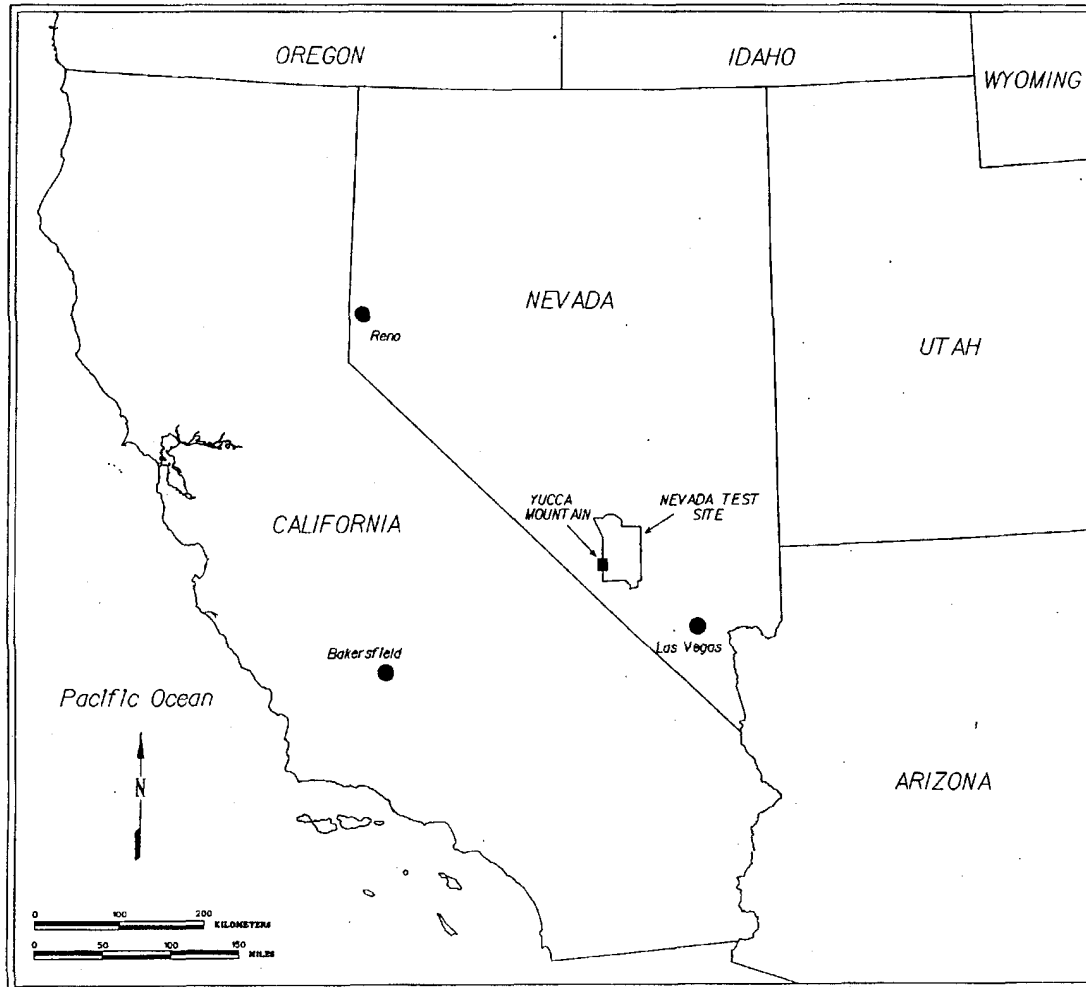 OREGON
IDAHO
WYOMING
NEVADA
Reno
UTAH
YUCCA
MOUNTAIN
NEVADA TEST
SITE
CALIFORNIA
Las Vegas
Bakersfield
Pacific Ocean
N
ARIZONA
0 100 200 KILOMETERS
0 50 100 150 MILES